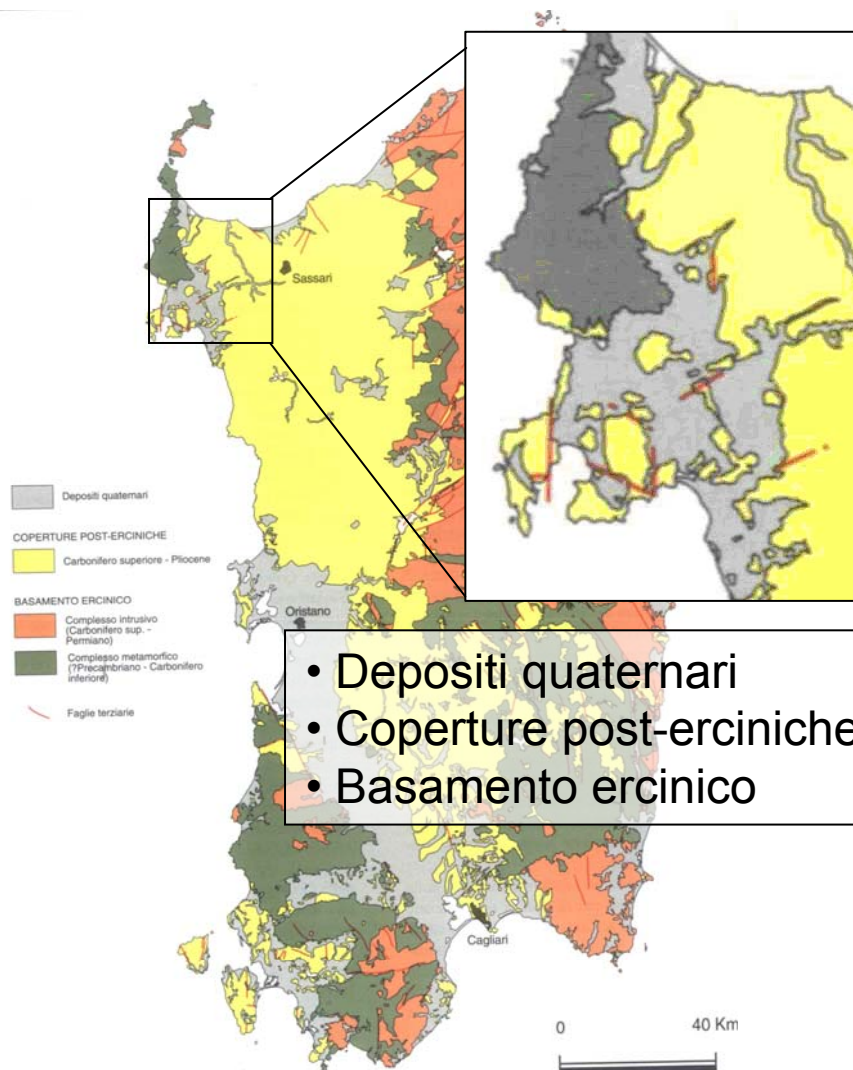 Sassari
Depositi quaternari
COPERTURE POST-ERCINICHE
Carbonifero superiore - Pliocene
BASAMENTO ERCINICO
Complesso intrusivo
(Carbonifero sup. -
Permiano)
Complesso metamorfico
(?Precambriano - Carbonifero
inferiore)
Faglie terziarie
Oristano
• Depositi quaternari
• Coperture post-erciniche
• Basamento ercinico
Cagliari
0 40 Km